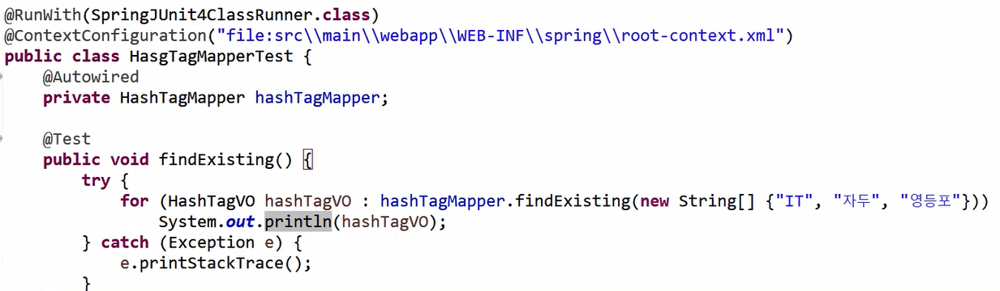 @RunWith(SpringJUnit4ClassRunner.class)
@ContextConfiguration("file:src\\main\\webapp\\WEB-INF\\spring\\root-context.xml")
public class HasgTagMapperTest {
@Autowired
private HashTagMapper hashTagMapper;
@Test
public void findExisting() {
try {
for (HashTagVO hashTagVO : hashTagMapper.findExisting(new String[] {"IT", "자두", "영등포"}))
System.out.println(hashTagVO);
} catch (Exception e) {
e.printStackTrace();
}